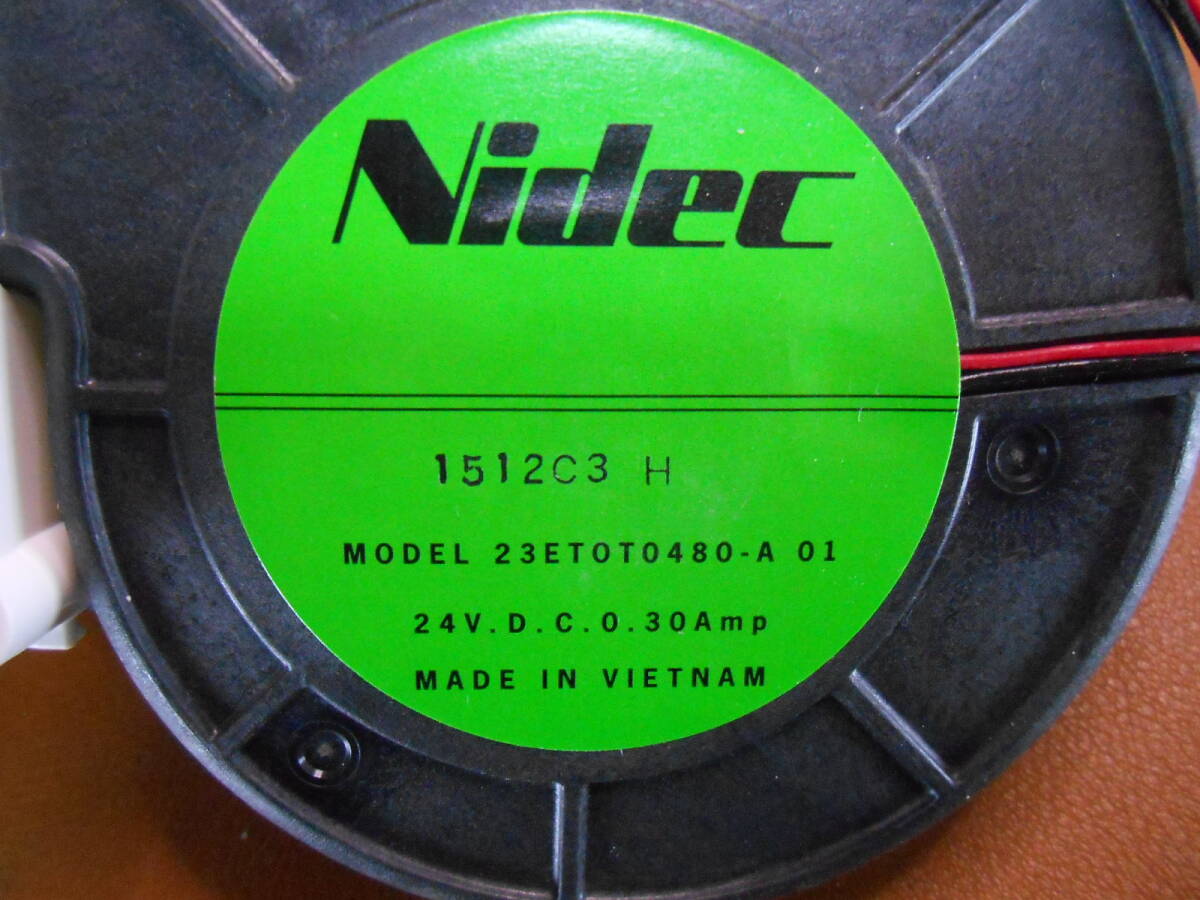 Nidec
1512C3 H
MODEL 23ET0T0480-A 01
24V.D.C.0.30Amp
MADE IN VIETNAM